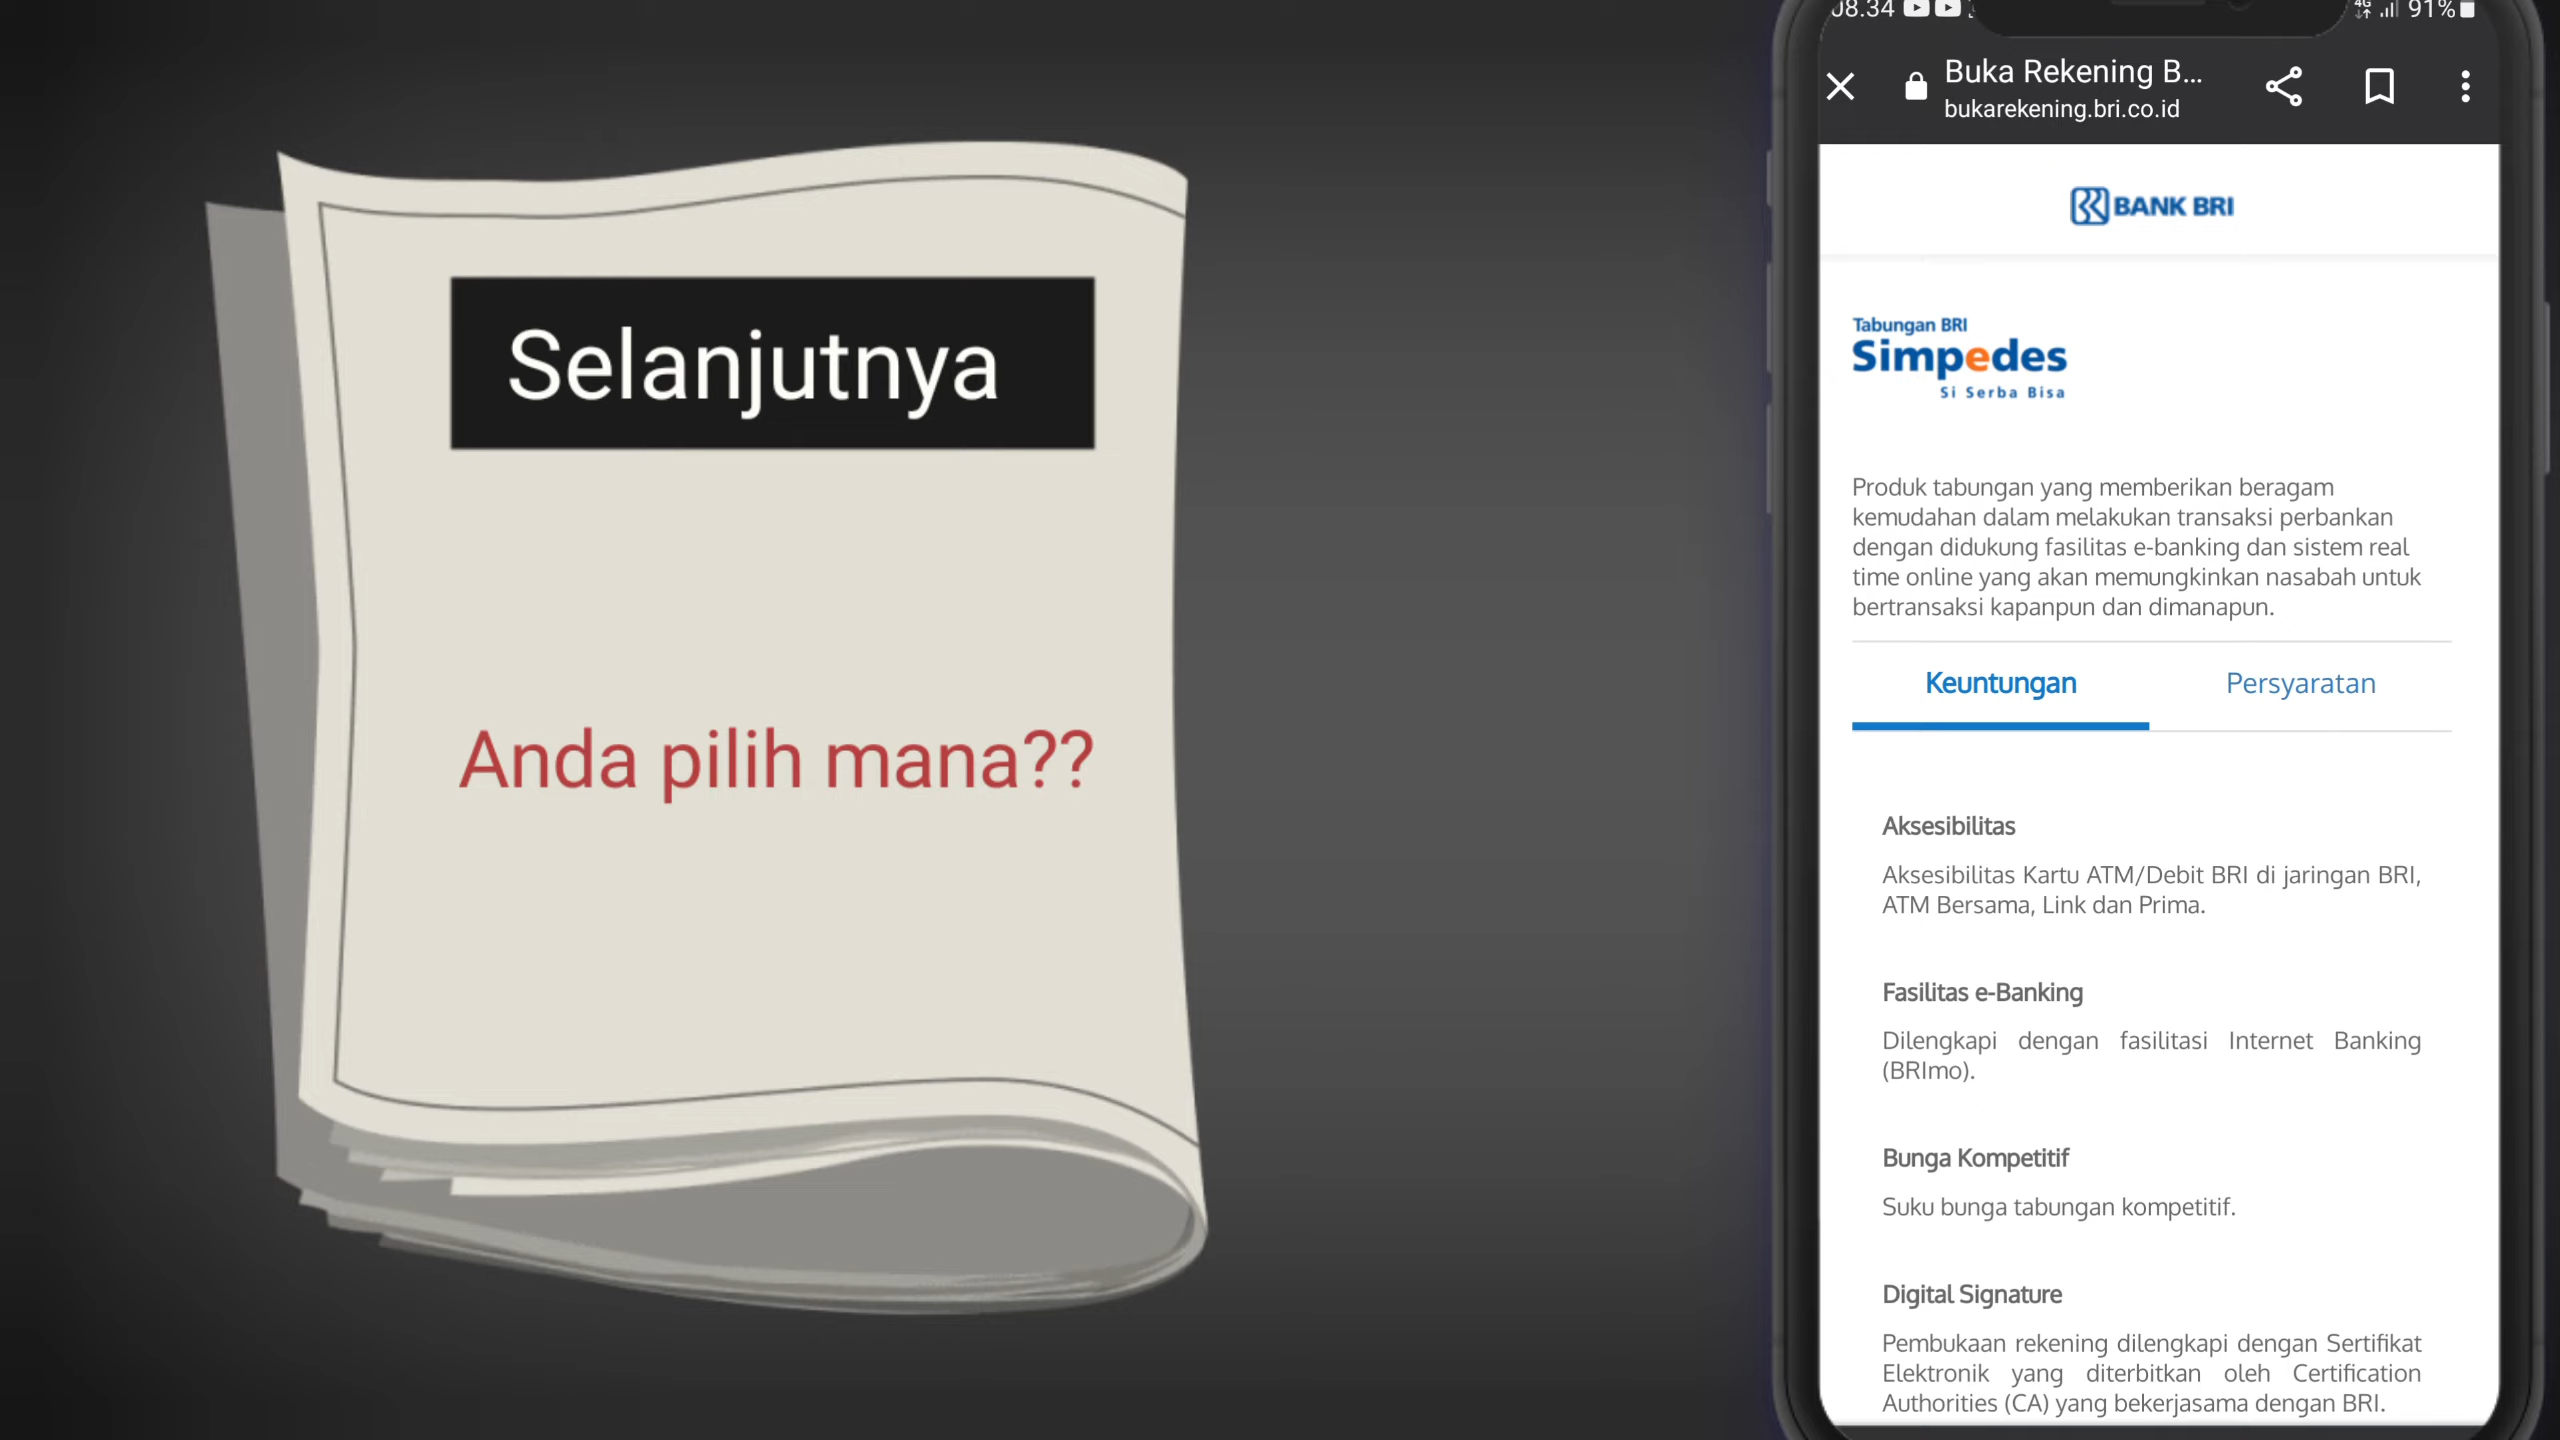 Selanjutnya
Anda pilih mana??
08.34
4G
91%
Buka Rekening B...
bukarekening.bri.co.id
BANK BRI
Tabungan BRI
Simpedes
Si Serba Bisa
Produk tabungan yang memberikan beragam
kemudahan dalam melakukan transaksi perbankan
dengan didukung fasilitas e-banking dan sistem real
time online yang akan memungkinkan nasabah untuk
bertransaksi kapanpun dan dimanapun.
Keuntungan
Persyaratan
Aksesibilitas
Aksesibilitas Kartu ATM/Debit BRI di jaringan BRI,
ATM Bersama, Link dan Prima.
Fasilitas e-Banking
Dilengkapi dengan fasilitasi Internet Banking
(BRImo).
Bunga Kompetitif
Suku bunga tabungan kompetitif.
Digital Signature
Pembukaan rekening dilengkapi dengan Sertifikat
Elektronik yang diterbitkan oleh Certification
Authorities (CA) yang bekerjasama dengan BRI.